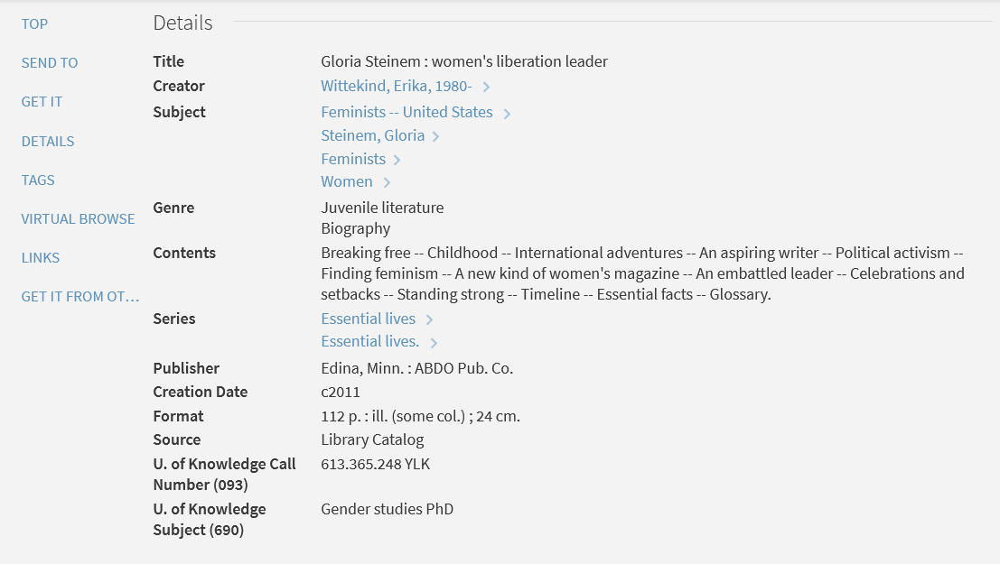 TOP
SEND TO
GET IT
DETAILS
TAGS
VIRTUAL BROWSE
LINKS
GET IT FROM OT…
Details
Title Gloria Steinem : women's liberation leader
Creator Wittekind, Erika, 1980-
Subject Feminists -- United States
Steinem, Gloria
Feminists
Women
Genre Juvenile literature
Biography
Contents Breaking free -- Childhood -- International adventures -- An aspiring writer -- Political activism --
Finding feminism -- A new kind of women's magazine -- An embattled leader -- Celebrations and
setbacks -- Standing strong -- Timeline -- Essential facts -- Glossary.
Series Essential lives
Essential lives.
Publisher Edina, Minn. : ABDO Pub. Co.
Creation Date c2011
Format 112 p. : ill. (some col.) ; 24 cm.
Source Library Catalog
U. of Knowledge Call 613.365.248 YLK
Number (093)
U. of Knowledge Gender studies PhD
Subject (690)